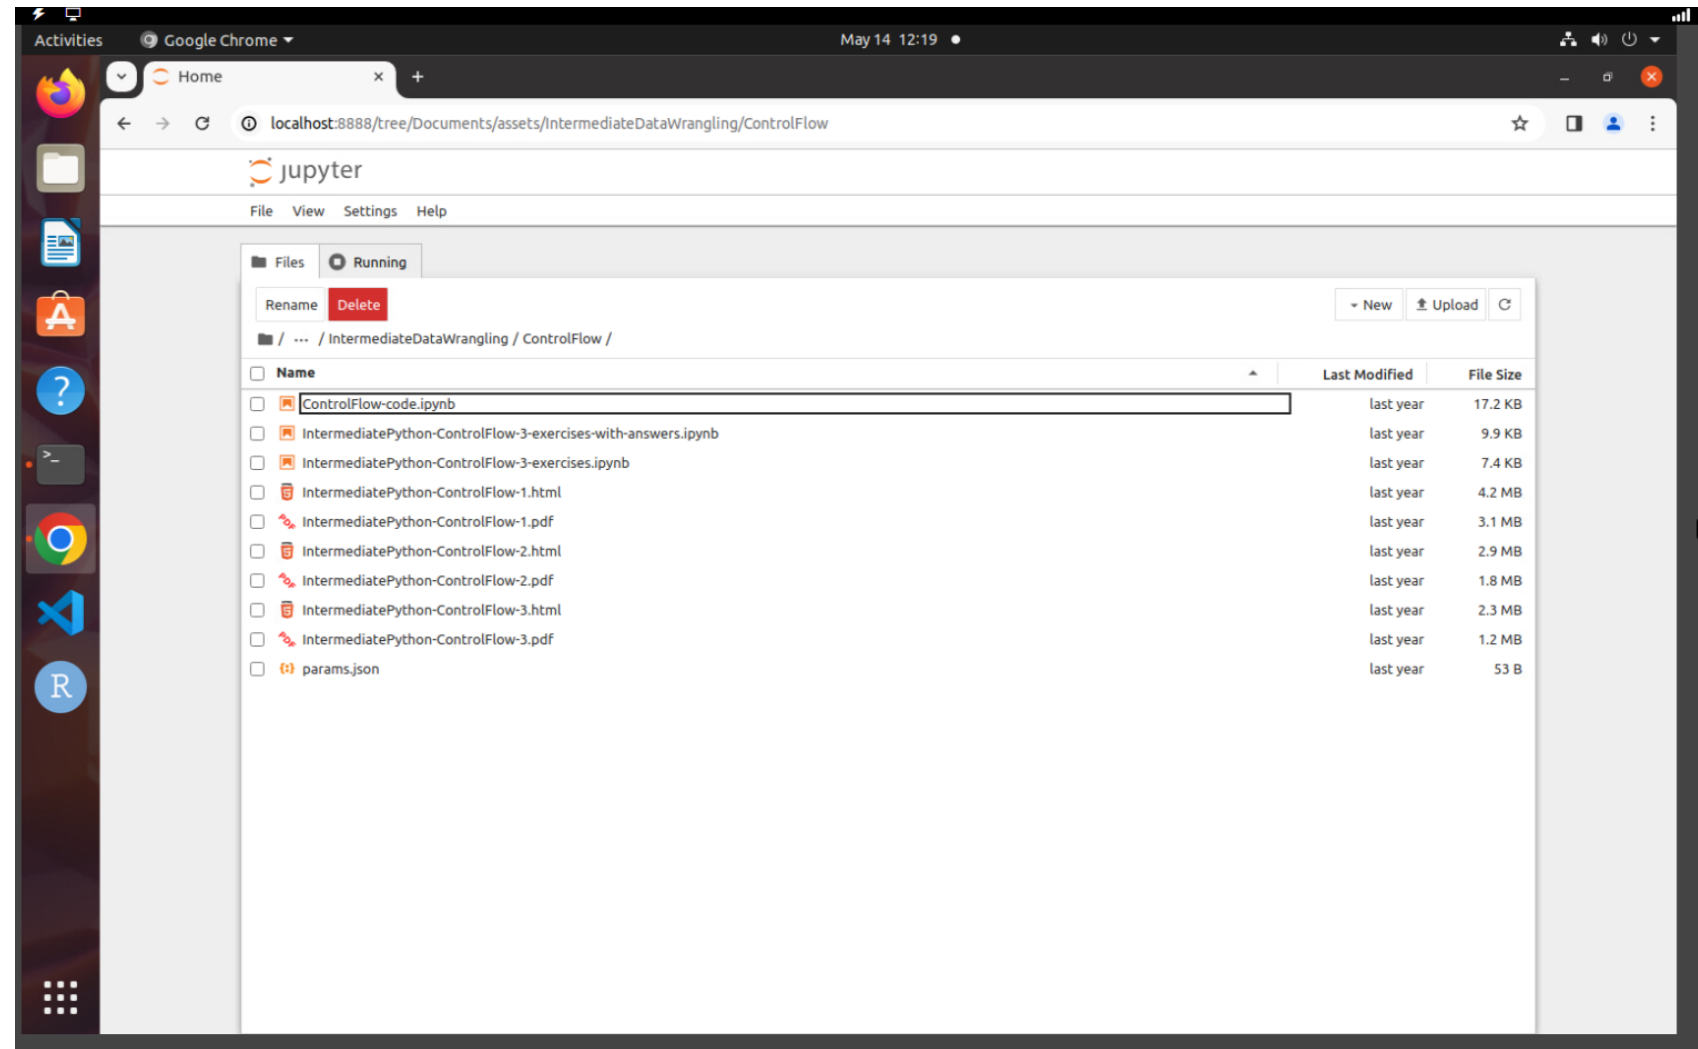 Activities Google Chrome May 14 12:19
Home
localhost:8888/tree/Documents/assets/IntermediateDataWrangling/ControlFlow
jupyter
File View Settings Help
Files Running
Rename Delete New Upload
/ ... / IntermediateDataWrangling / ControlFlow /
Name Last Modified File Size
ControlFlow-code.ipynb last year 17.2 KB
IntermediatePython-ControlFlow-3-exercises-with-answers.ipynb last year 9.9 KB
IntermediatePython-ControlFlow-3-exercises.ipynb last year 7.4 KB
IntermediatePython-ControlFlow-1.html last year 4.2 MB
IntermediatePython-ControlFlow-1.pdf last year 3.1 MB
IntermediatePython-ControlFlow-2.html last year 2.9 MB
IntermediatePython-ControlFlow-2.pdf last year 1.8 MB
IntermediatePython-ControlFlow-3.html last year 2.3 MB
IntermediatePython-ControlFlow-3.pdf last year 1.2 MB
params.json last year 53 B
R